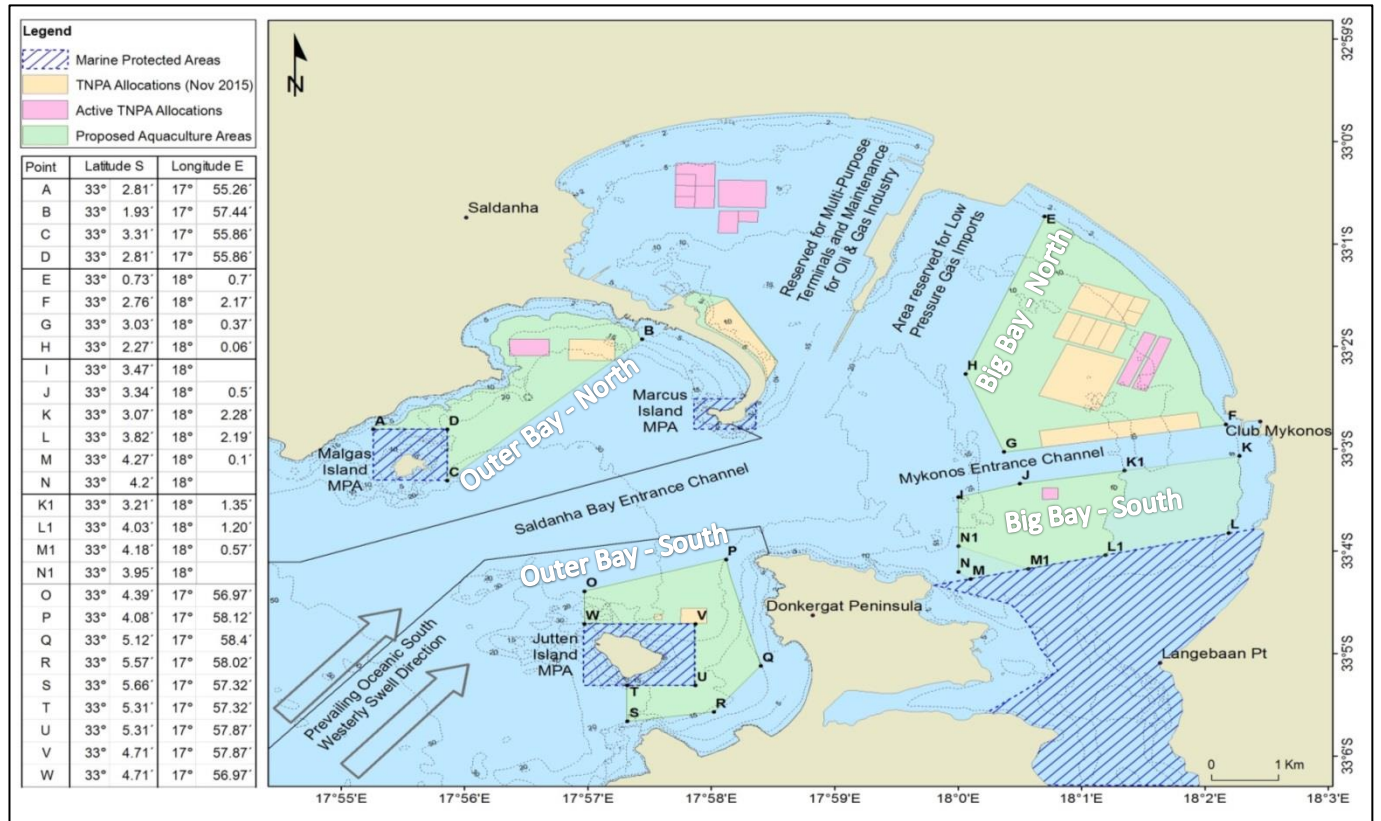 Legend
Marine Protected Areas
TNPA Allocations (Nov 2015)
Active TNPA Allocations
Proposed Aquaculture Areas
Point Latitude S Longitude E
A 33° 2.81´ 17° 55.26´
B 33° 1.93´ 17° 57.44´
C 33° 3.31´ 17° 55.86´
D 33° 2.81´ 17° 55.86´
E 33° 0.73´ 18° 0.7´
F 33° 2.76´ 18° 2.17´
G 33° 3.03´ 18° 0.37´
H 33° 2.27´ 18° 0.06´
I 33° 3.47´ 18°
J 33° 3.34´ 18° 0.5´
K 33° 3.07´ 18° 2.28´
L 33° 3.82´ 18° 2.19´
M 33° 4.27´ 18° 0.1´
N 33° 4.2´ 18°
K1 33° 3.21´ 18° 1.35´
L1 33° 4.03´ 18° 1.20´
M1 33° 4.18´ 18° 0.57´
N1 33° 3.95´ 18°
O 33° 4.39´ 17° 56.97´
P 33° 4.08´ 17° 58.12´
Q 33° 5.12´ 17° 58.4´
R 33° 5.57´ 17° 58.02´
S 33° 5.66´ 17° 57.32´
T 33° 5.31´ 17° 57.32´
U 33° 5.31´ 17° 57.87´
V 33° 4.71´ 17° 57.87´
W 33° 4.71´ 17° 56.97´
N
Saldanha
Reserved for Multi-Purpose
Terminals and Maintenance
for Oil & Gas Industry
Area reserved for Low
Pressure Gas Imports
E
Big Bay - North
H
G
F
Club Mykonos
B
A
D
C
Outer Bay - North
Malgas
Island
MPA
Marcus
Island
MPA
Saldanha Bay Entrance Channel
Mykonos Entrance Channel
I
J
K1
K
Big Bay - South
N1
N
M
M1
L1
L
Outer Bay - South
O
P
W
V
Jutten
Island
MPA
U
Q
T
S
R
Donkergat Peninsula
Langebaan Pt
Prevailing Oceanic South
Westerly Swell Direction
0 1 Km
32°59'S
33°0'S
33°1'S
33°2'S
33°3'S
33°4'S
33°5'S
33°6'S
17°55'E 17°56'E 17°57'E 17°58'E 17°59'E 18°0'E 18°1'E 18°2'E 18°3'E